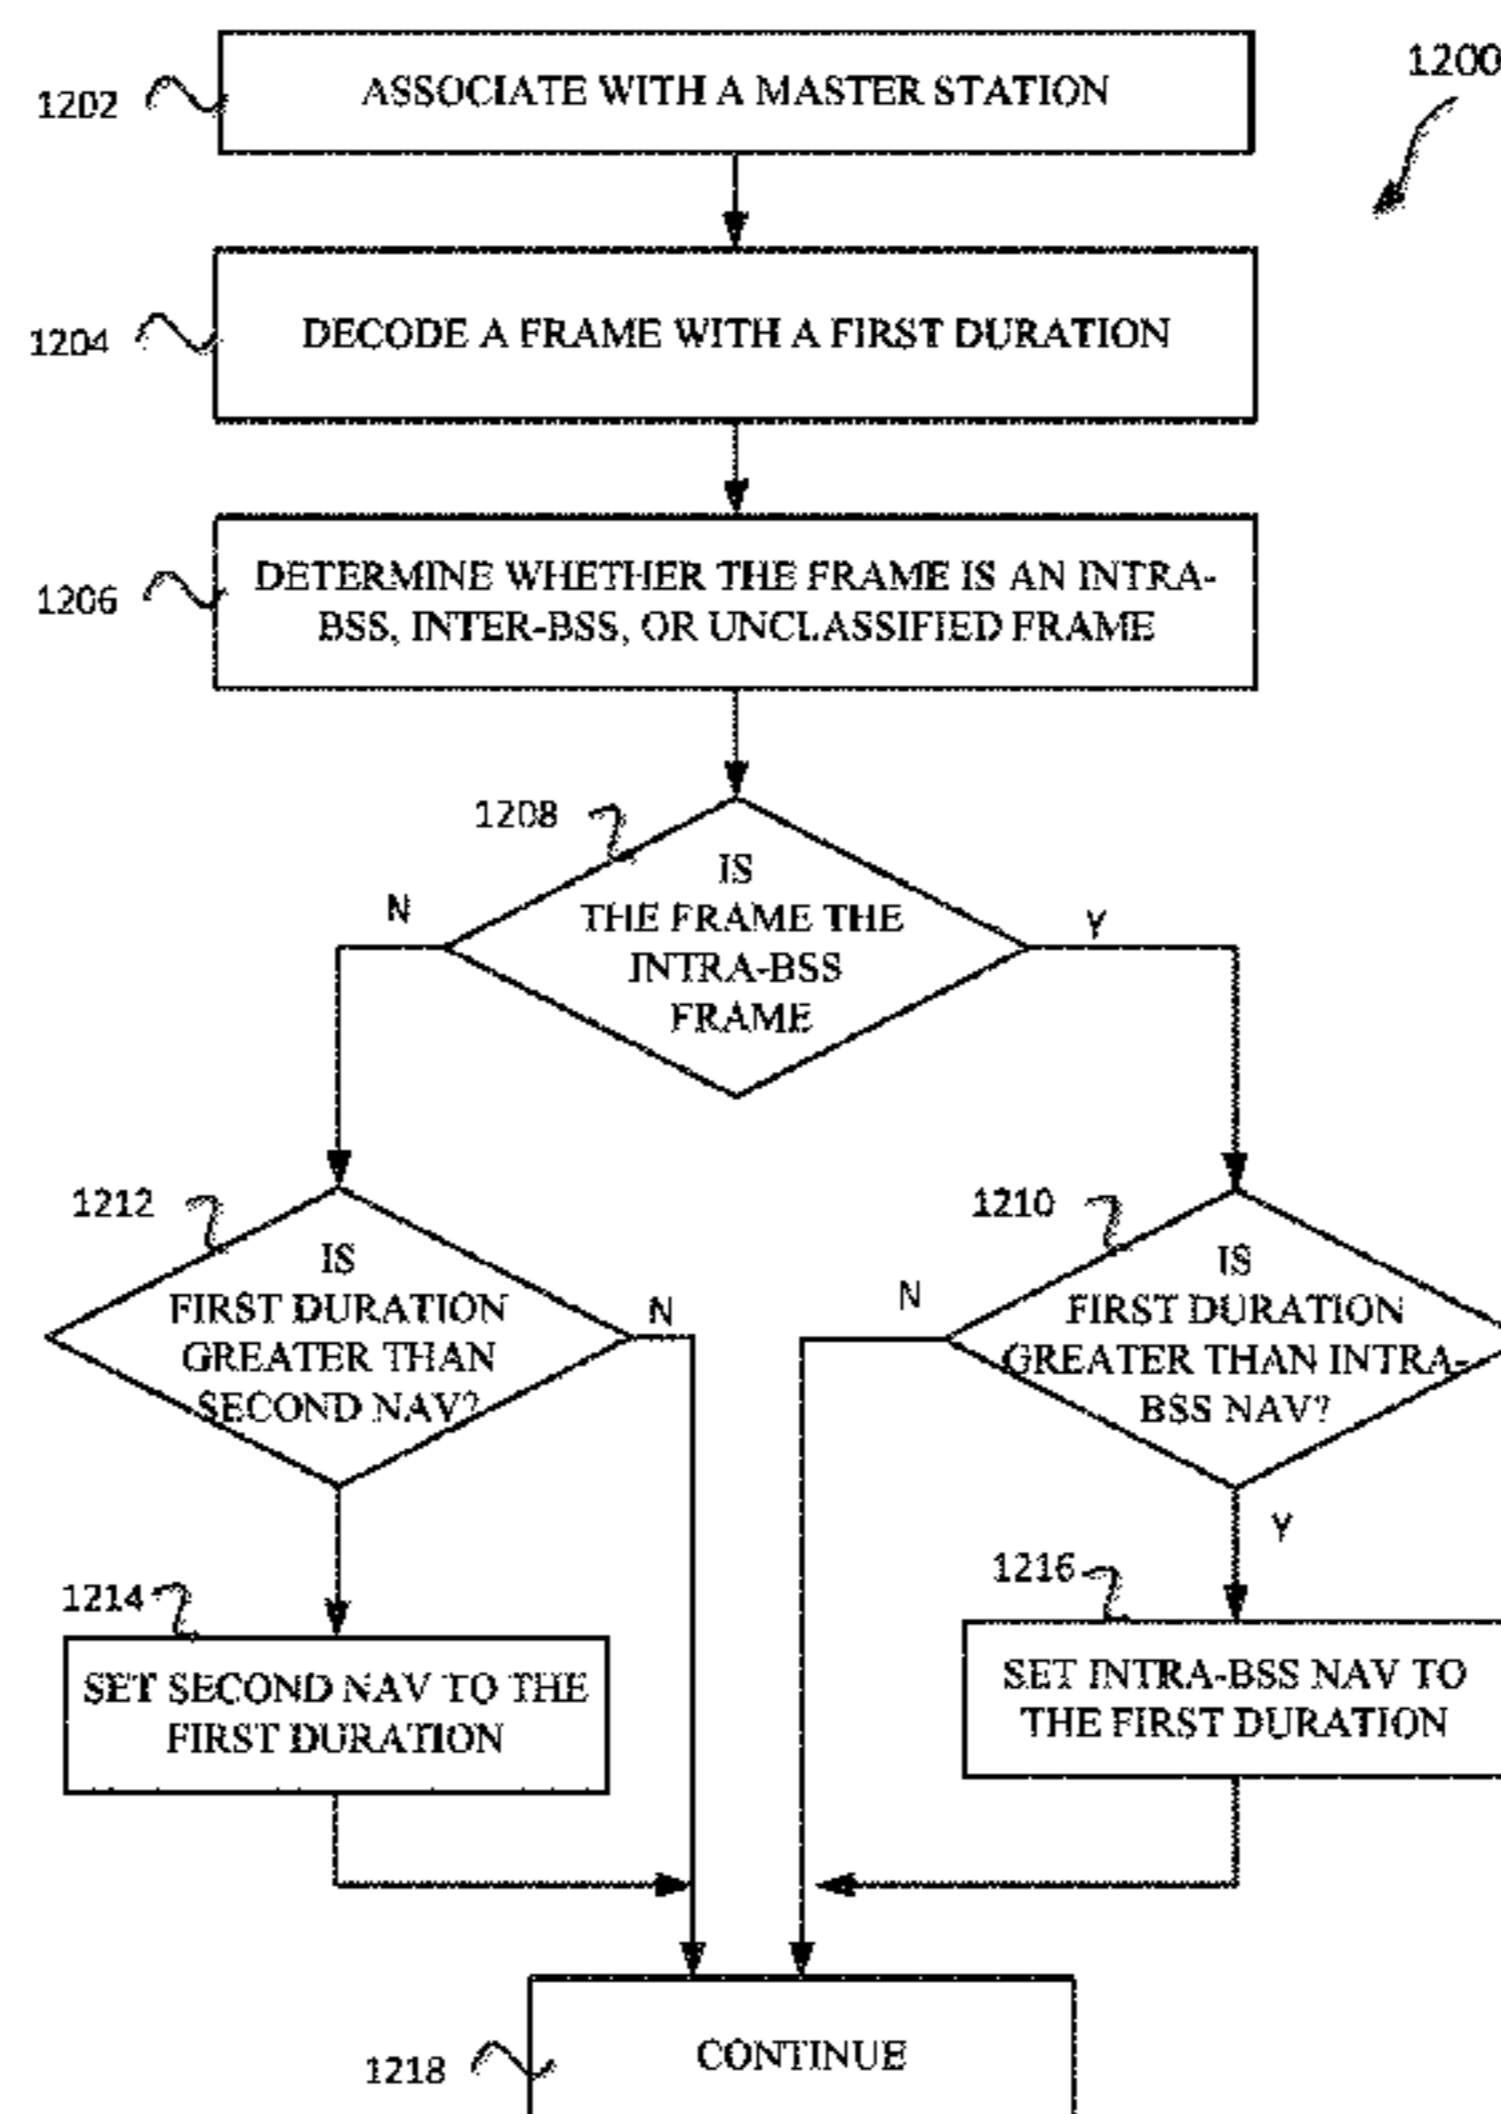 1200
1202
ASSOCIATE WITH A MASTER STATION
1204
DECODE A FRAME WITH A FIRST DURATION
1206
DETERMINE WHETHER THE FRAME IS AN INTRA-
BSS, INTER-BSS, OR UNCLASSIFIED FRAME
1208
IS
THE FRAME THE
INTRA-BSS
FRAME
N
Y
1212
IS
FIRST DURATION
GREATER THAN
SECOND NAV?
N
1210
IS
FIRST DURATION
GREATER THAN INTRA-
BSS NAV?
N
Y
1214
SET SECOND NAV TO THE
FIRST DURATION
1216
SET INTRA-BSS NAV TO
THE FIRST DURATION
1218
CONTINUE